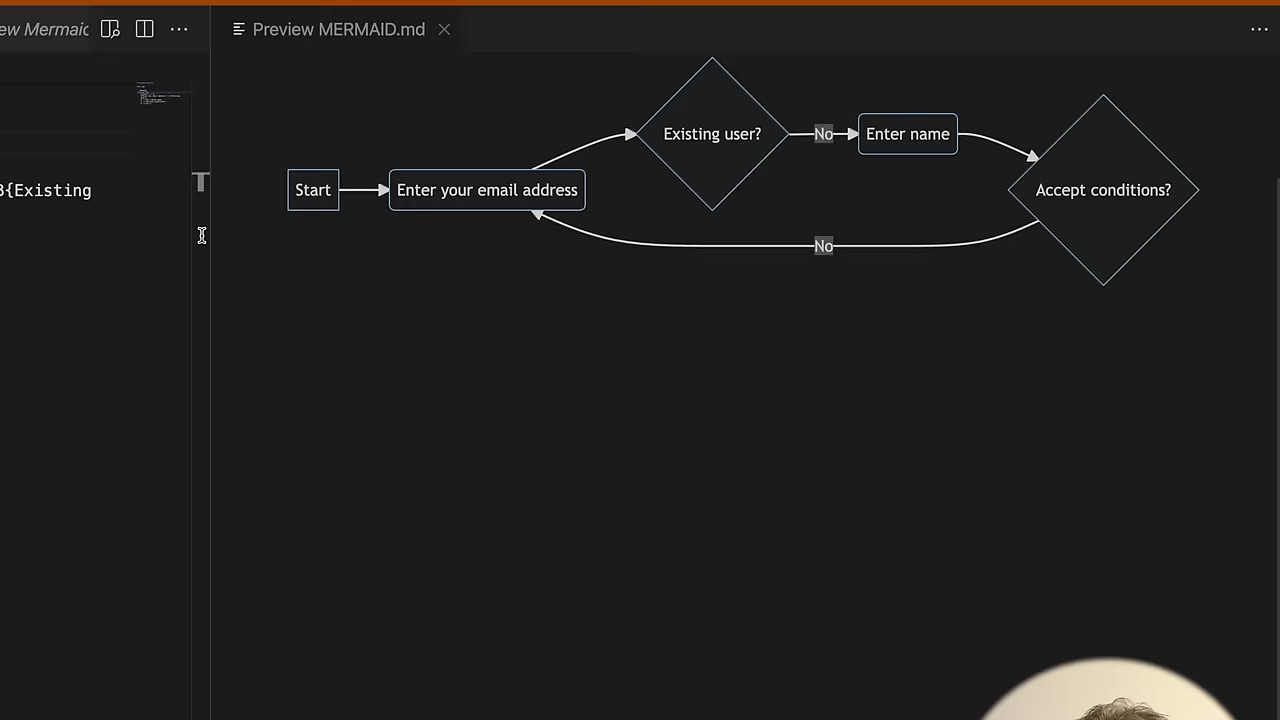 ew Mermaid
Preview MERMAID.md
{Existing
Existing user?
No
Enter name
Start
Enter your email address
Accept conditions?
No